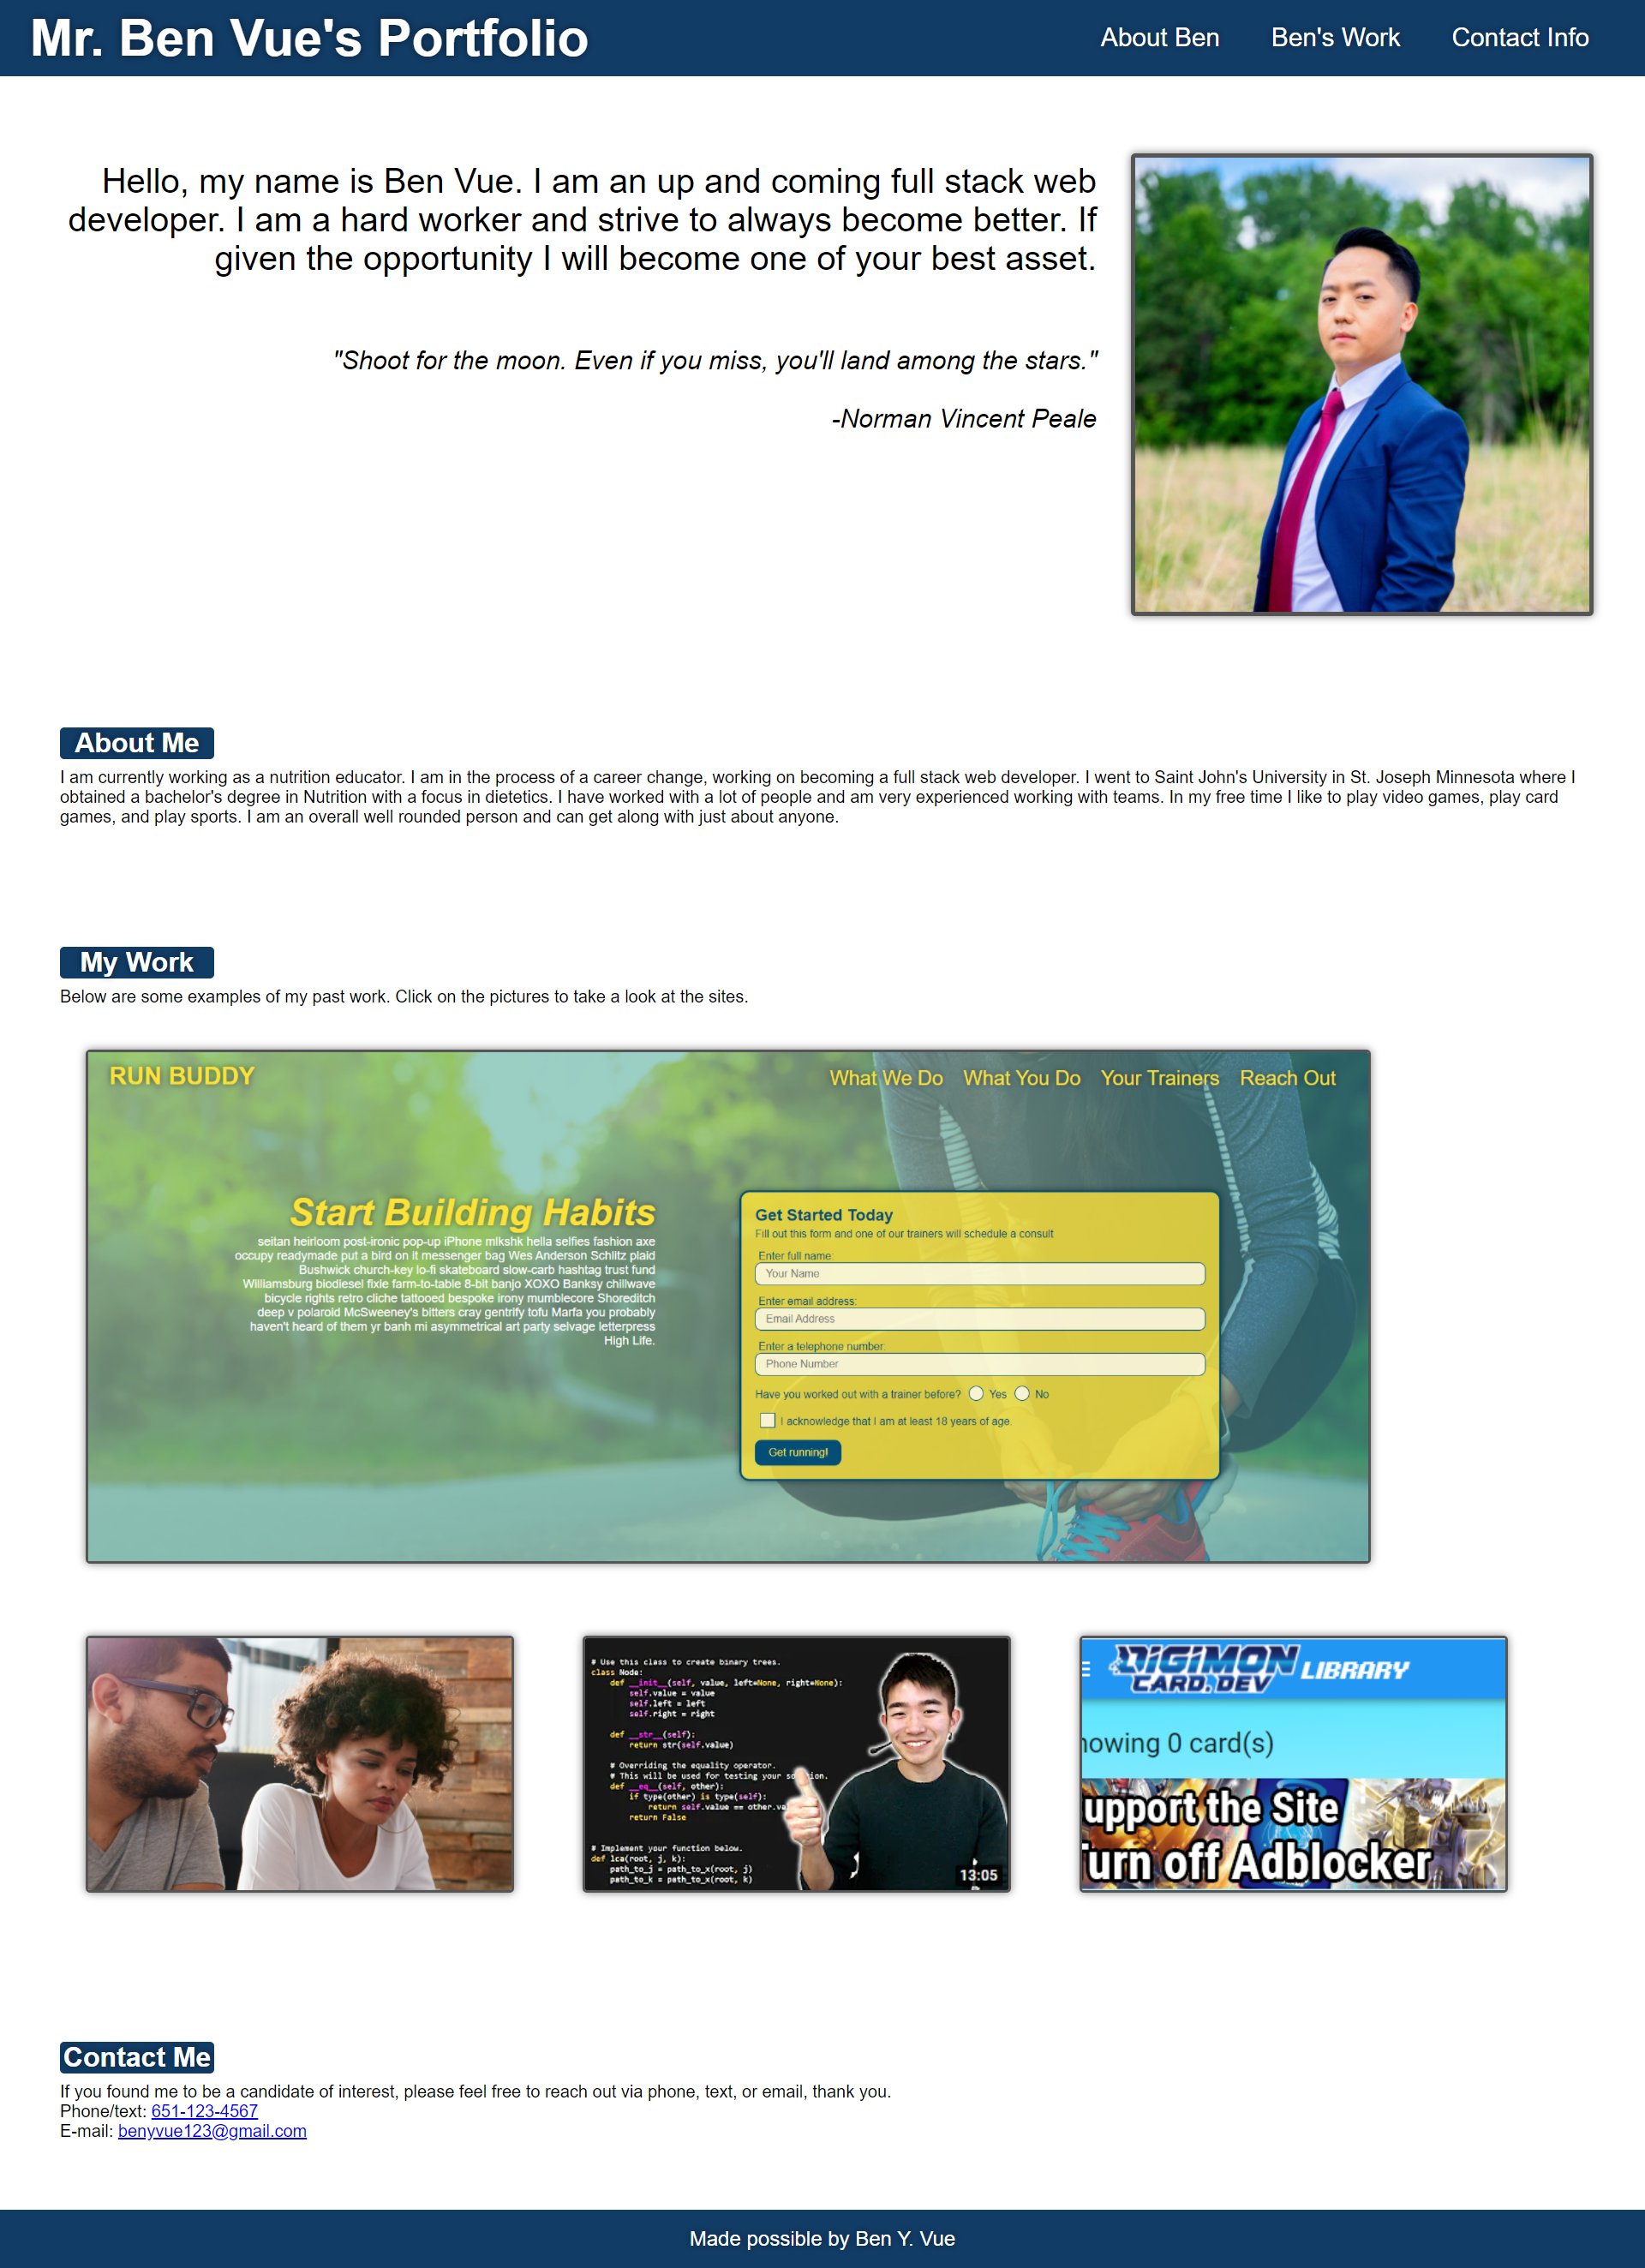 Mr. Ben Vue's Portfolio
About Ben
Ben's Work
Contact Info
Hello, my name is Ben Vue. I am an up and coming full stack web
developer. I am a hard worker and strive to always become better. If
given the opportunity I will become one of your best asset.
"Shoot for the moon. Even if you miss, you'll land among the stars."
-Norman Vincent Peale
About Me
I am currently working as a nutrition educator. I am in the process of a career change, working on becoming a full stack web developer. I went to Saint John's University in St. Joseph Minnesota where I
obtained a bachelor's degree in Nutrition with a focus in dietetics. I have worked with a lot of people and am very experienced working with teams. In my free time I like to play video games, play card
games, and play sports. I am an overall well rounded person and can get along with just about anyone.
My Work
Below are some examples of my past work. Click on the pictures to take a look at the sites.
RUN BUDDY
What We Do
What You Do
Your Trainers
Reach Out
Start Building Habits
seitan heirloom post-ironic pop-up iPhone mlkshk hella selfies fashion axe
occupy readymade put a bird on it messenger bag Wes Anderson Schlitz plaid
Bushwick church-key lo-fi skateboard slow-carb hashtag trust fund
Williamsburg biodiesel fixie farm-to-table 8-bit banjo XOXO Banksy chillwave
bicycle rights retro cliche tattooed bespoke irony mumblecore Shoreditch
deep v polaroid McSweeney's bitters cray gentrify tofu Marfa you probably
haven't heard of them yr banh mi asymmetrical art party selvage letterpress
High Life.
Get Started Today
Fill out this form and one of our trainers will schedule a consult
Enter full name:
Your Name
Enter email address:
Email Address
Enter a telephone number:
Phone Number
Have you worked out with a trainer before? Yes No
I acknowledge that I am at least 18 years of age.
Get running!
# Use this class to create binary trees.
class Node:
def __init__(self, value, left=None, right=None):
self.value = value
self.left = left
self.right = right
def __str__(self):
return str(self.value)
# Overriding the equality operator.
# This will be used for testing your so tion.
def __eq__(self, other):
if type(other) is type(self):
return self.value == other.va
return False
# Implement your function below.
def lca(root, j, k):
path_to_j = path_to_x(root, j)
path_to_k = path_to_x(root, k)
13:05
DIGIMON
CARD.DEV
LIBRARY
howing 0 card(s)
upport the Site
Turn off Adblocker
Contact Me
If you found me to be a candidate of interest, please feel free to reach out via phone, text, or email, thank you.
Phone/text: 651-123-4567
E-mail: benyvue123@gmail.com
Made possible by Ben Y. Vue